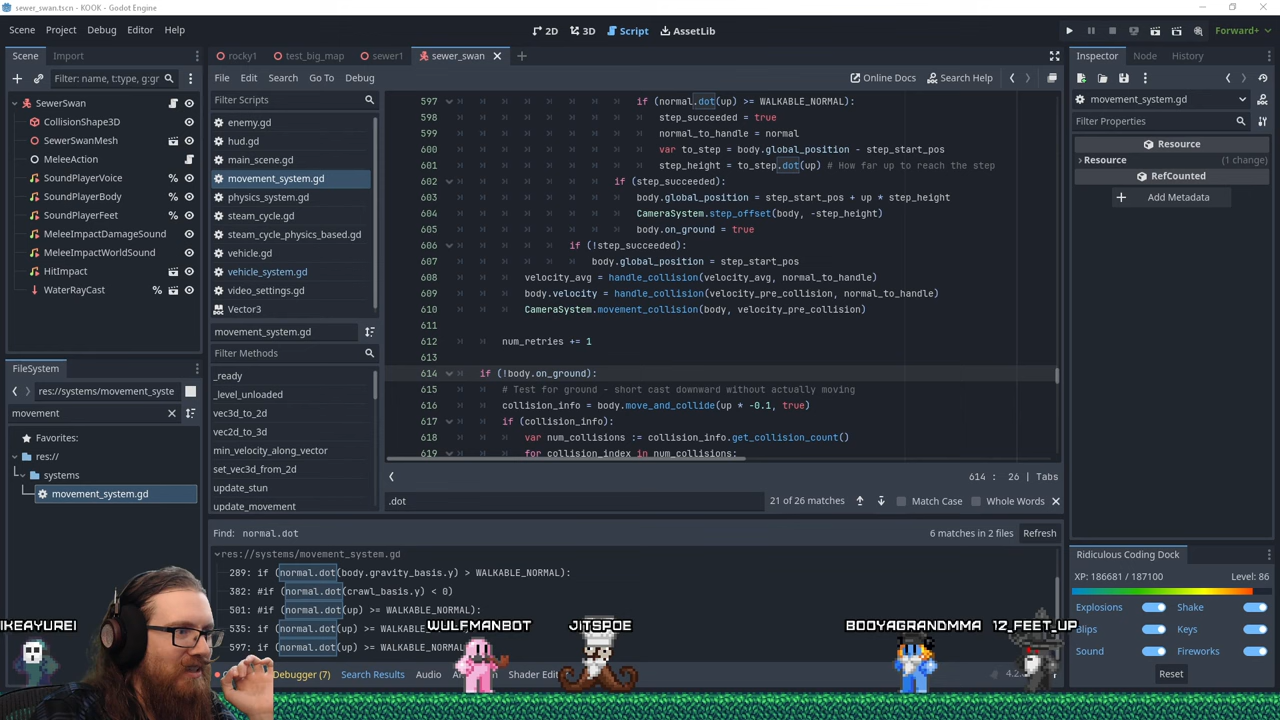 sewer_swan.tscn - KOOK - Godot Engine
Scene Project Debug Editor Help
2D 3D Script AssetLib
Forward+
Scene Import
rocky1 test_big_map sewer1 sewer_swan
Inspector Node History
Filter: name, t:type, g:gr
File Edit Search Go To Debug
Online Docs Search Help
SewerSwan
CollisionShape3D
SewerSwanMesh
MeleeAction
SoundPlayerVoice
SoundPlayerBody
SoundPlayerFeet
MeleeImpactDamageSound
MeleeImpactWorldSound
HitImpact
WaterRayCast
Filter Scripts
enemy.gd
hud.gd
main_scene.gd
movement_system.gd
physics_system.gd
steam_cycle.gd
steam_cycle_physics_based.gd
vehicle.gd
vehicle_system.gd
video_settings.gd
Vector3
movement_system.gd
Filter Methods
_ready
_level_unloaded
vec3d_to_2d
vec2d_to_3d
min_velocity_along_vector
set_vec3d_from_2d
update_stun
update_movement
597 if (normal.dot(up) >= WALKABLE_NORMAL):
598 step_succeeded = true
599 normal_to_handle = normal
600 var to_step = body.global_position - step_start_pos
601 step_height = to_step.dot(up) # How far up to reach the step
602 if (step_succeeded):
603 body.global_position = step_start_pos + up * step_height
604 CameraSystem.step_offset(body, -step_height)
605 body.on_ground = true
606 if (!step_succeeded):
607 body.global_position = step_start_pos
608 velocity_avg = handle_collision(velocity_avg, normal_to_handle)
609 body.velocity = handle_collision(velocity_pre_collision, normal_to_handle)
610 CameraSystem.movement_collision(body, velocity_pre_collision)
611
612 num_retries += 1
613
614 if (!body.on_ground):
615 # Test for ground - short cast downward without actually moving
616 collision_info = body.move_and_collide(up * -0.1, true)
617 if (collision_info):
618 var num_collisions := collision_info.get_collision_count()
619 for collision_index in num_collisions:
614 : 26 | Tabs
.dot
21 of 26 matches
Match Case Whole Words
Find: normal.dot
6 matches in 2 files
Refresh
res://systems/movement_system.gd
289: if (normal.dot(body.gravity_basis.y) > WALKABLE_NORMAL):
382: #if (normal.dot(crawl_basis.y) < 0)
501: #if (normal.dot(up) >= WALKABLE_NORMAL):
535: if (normal.dot(up) >= WALKABLE_NORMAL):
597: if (normal.dot(up) >= WALKABLE_NORMAL):
Debugger (7) Search Results Audio Shader Edit
FileSystem
res://systems/movement_syste
movement
Favorites:
res://
systems
movement_system.gd
movement_system.gd
Filter Properties
Resource
Resource (1 change)
RefCounted
Add Metadata
Ridiculous Coding Dock
XP: 186681 / 187100 Level: 86
Explosions Shake
Blips Keys
Sound Fireworks
Reset
IKEAYUREI
WULFMANBOT
JITSPOE
BDOYAGRANDMMA
12_FEET_UP